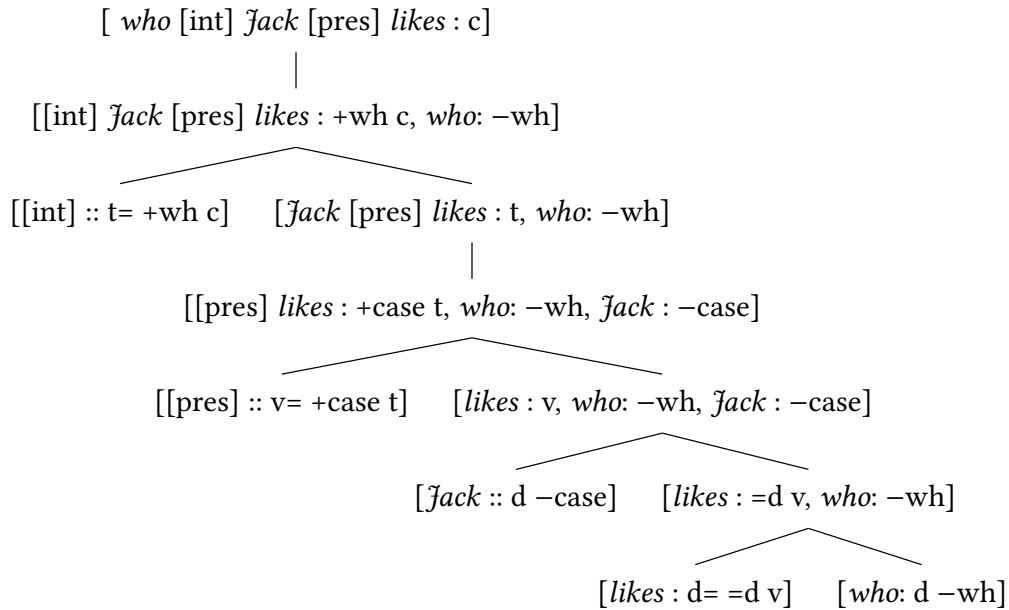 [ who [int] Jack [pres] likes : c]
[[int] Jack [pres] likes : +wh c, who: −wh]
[[int] :: t= +wh c] [Jack [pres] likes : t, who: −wh]
[[pres] likes : +case t, who: −wh, Jack : −case]
[[pres] :: v= +case t] [likes : v, who: −wh, Jack : −case]
[Jack :: d −case] [likes : =d v, who: −wh]
[likes : d= =d v] [who: d −wh]